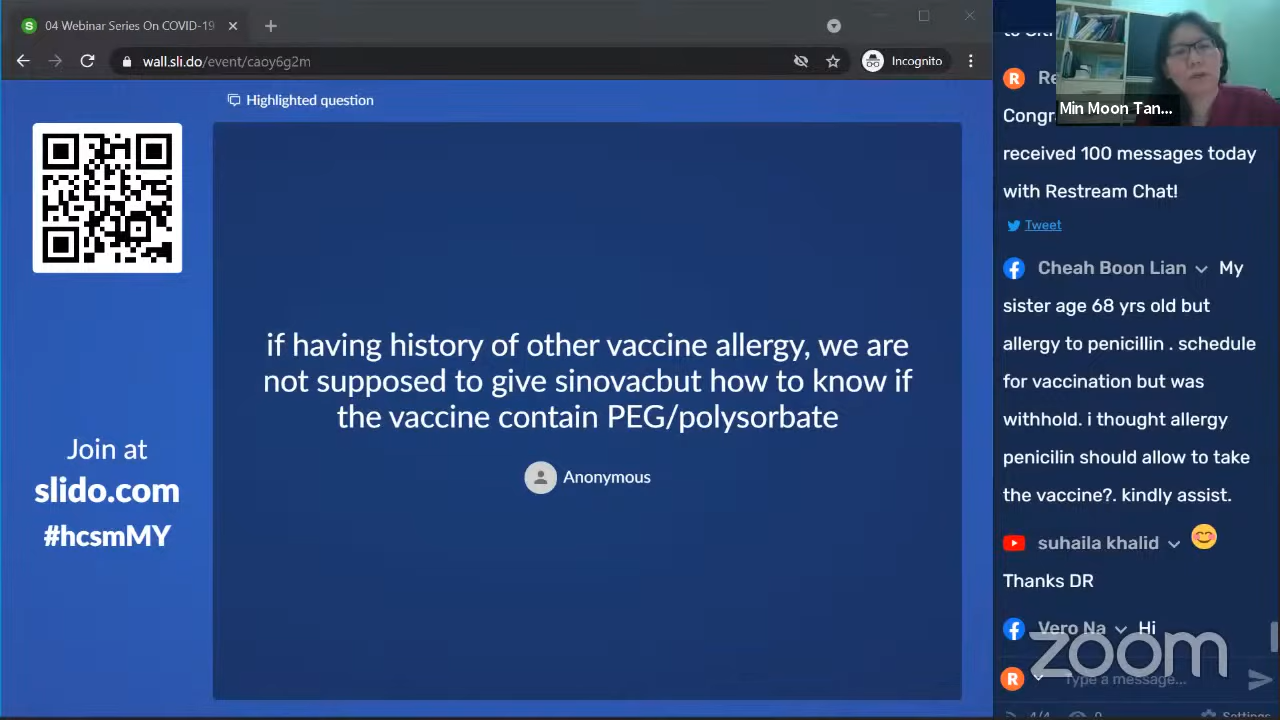 04 Webinar Series On COVID-19
wall.sli.do/event/caoy6g2m
Incognito
Highlighted question
if having history of other vaccine allergy, we are
not supposed to give sinovacbut how to know if
the vaccine contain PEG/polysorbate
Anonymous
Join at
slido.com
#hcsmMY
Min Moon Tan...
Re
Congr
received 100 messages today
with Restream Chat!
Tweet
Cheah Boon Lian My
sister age 68 yrs old but
allergy to penicillin . schedule
for vaccination but was
withhold. i thought allergy
penicilin should allow to take
the vaccine?. kindly assist.
suhaila khalid
Thanks DR
Vero Na Hi
zoom
Type a message...
4/4 0 Settings